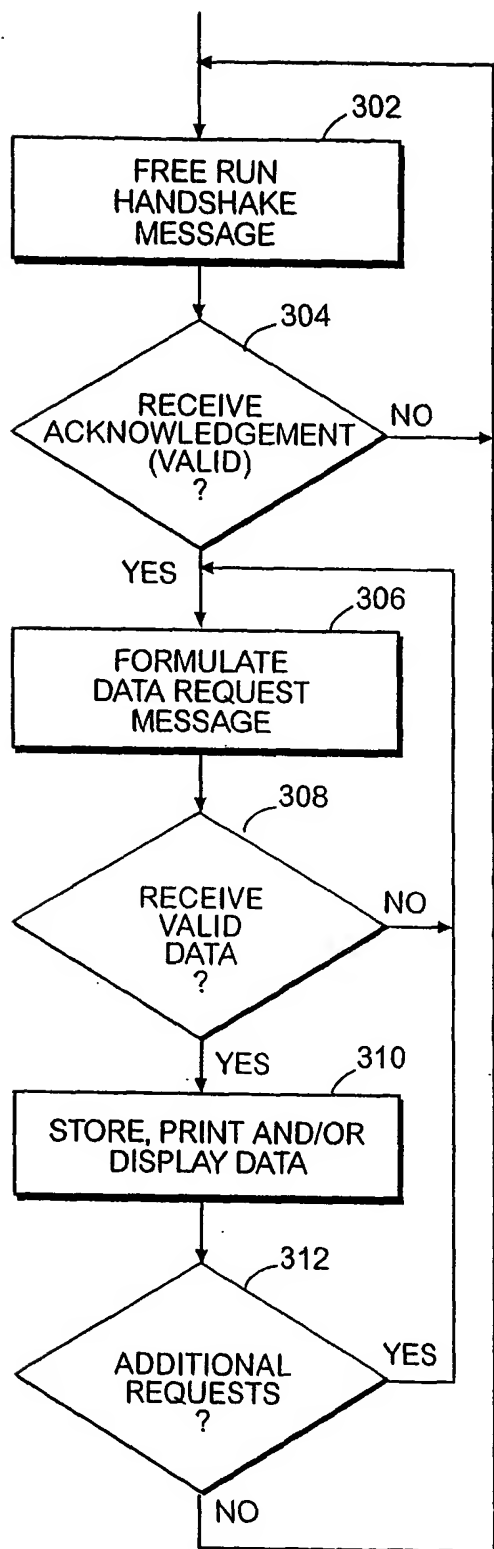 302
FREE RUN
HANDSHAKE
MESSAGE
304
RECEIVE
ACKNOWLEDGEMENT
(VALID)
?
NO
YES
306
FORMULATE
DATA REQUEST
MESSAGE
308
RECEIVE
VALID
DATA
?
NO
YES
310
STORE, PRINT AND/OR
DISPLAY DATA
312
ADDITIONAL
REQUESTS
?
YES
NO